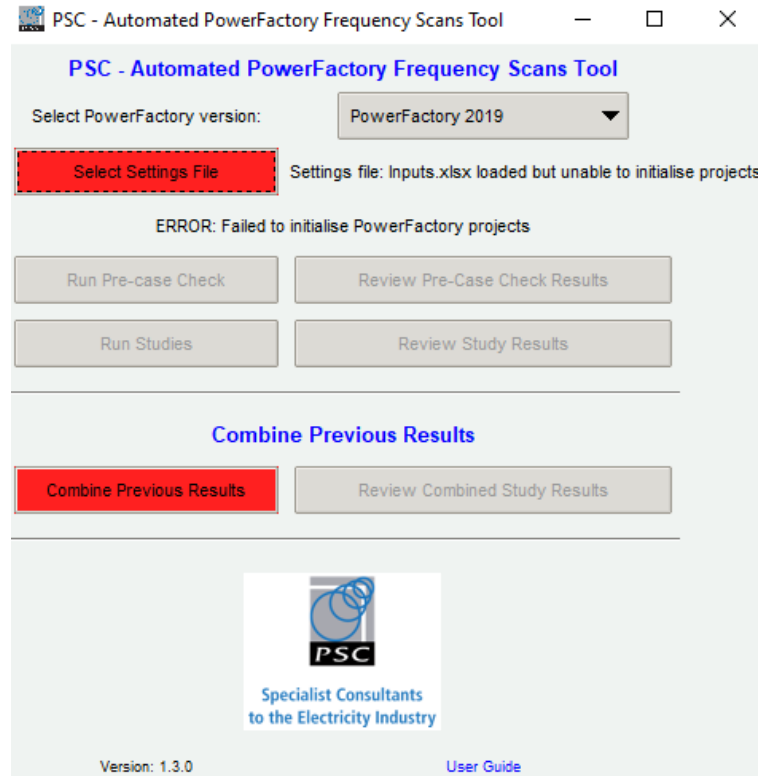 PSC - Automated PowerFactory Frequency Scans Tool
PSC - Automated PowerFactory Frequency Scans Tool
Select PowerFactory version: PowerFactory 2019
Select Settings File Settings file: Inputs.xlsx loaded but unable to initialise projects
ERROR: Failed to initialise PowerFactory projects
Run Pre-case Check Review Pre-Case Check Results
Run Studies Review Study Results
Combine Previous Results
Combine Previous Results Review Combined Study Results
PSC
Specialist Consultants
to the Electricity Industry
Version: 1.3.0 User Guide